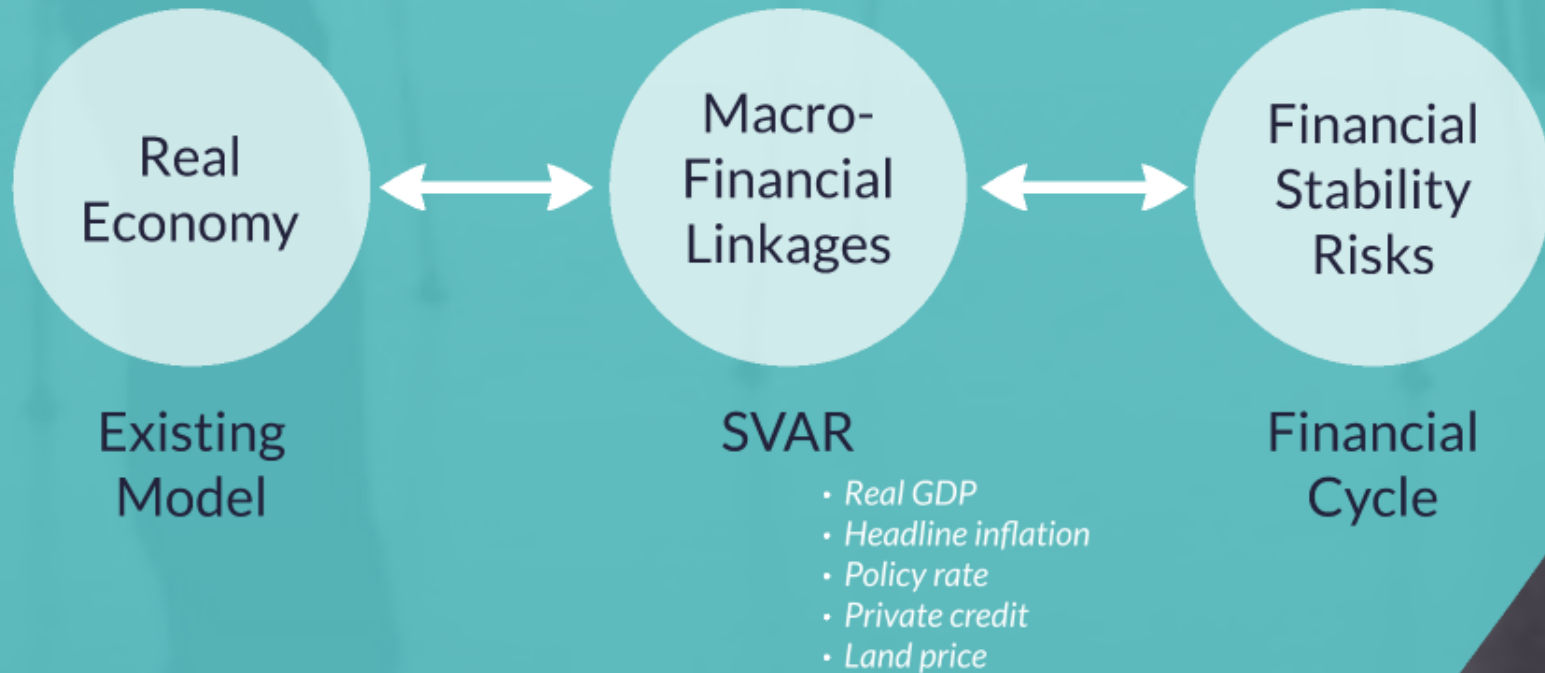 Real
Economy
Macro-
Financial
Linkages
Financial
Stability
Risks
Existing
Model
SVAR
• Real GDP
• Headline inflation
• Policy rate
• Private credit
• Land price
Financial
Cycle